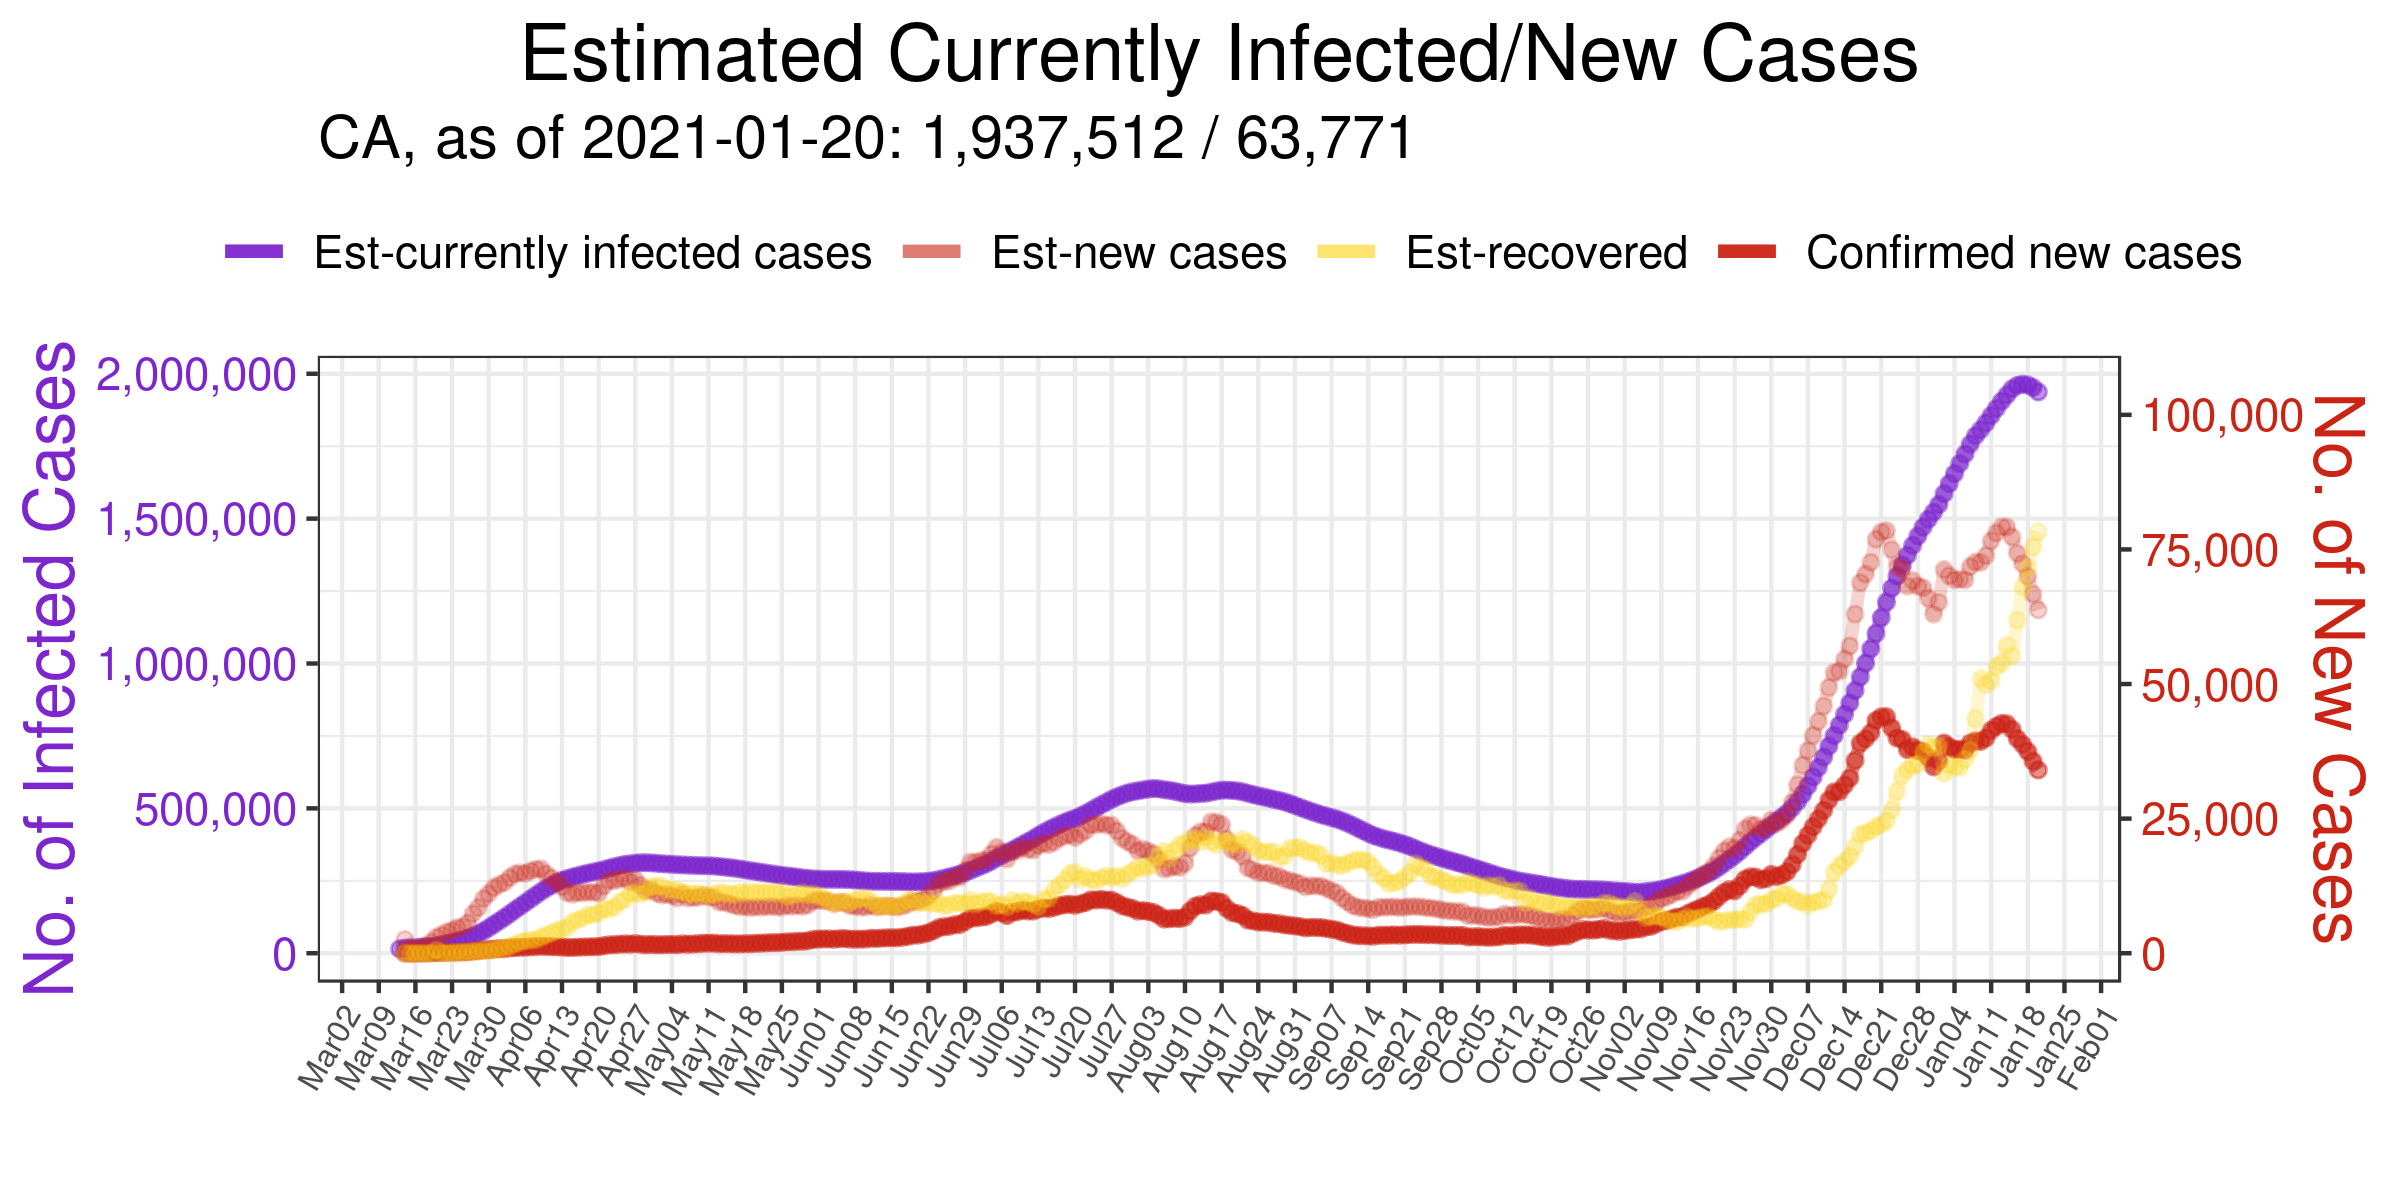 Estimated Currently Infected/New Cases
CA, as of 2021-01-20: 1,937,512 / 63,771
Est-currently infected cases Est-new cases Est-recovered Confirmed new cases
No. of Infected Cases
2,000,000
1,500,000
1,000,000
500,000
0
100,000
75,000
50,000
25,000
0
No. of New Cases
Mar02 Mar09 Mar16 Mar23 Mar30 Apr06 Apr13 Apr20 Apr27 May04 May11 May18 May25 Jun01 Jun08 Jun15 Jun22 Jun29 Jul06 Jul13 Jul20 Jul27 Aug03 Aug10 Aug17 Aug24 Aug31 Sep07 Sep14 Sep21 Sep28 Oct05 Oct12 Oct19 Oct26 Nov02 Nov09 Nov16 Nov23 Nov30 Dec07 Dec14 Dec21 Dec28 Jan04 Jan11 Jan18 Jan25 Feb01